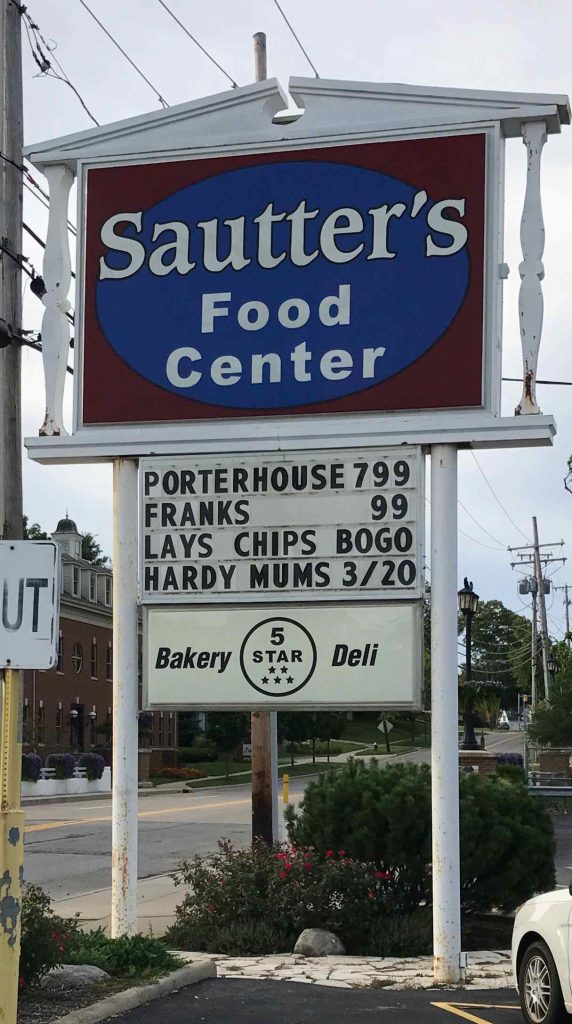 Sautter's
Food
Center
PORTERHOUSE 799
FRANKS 99
LAYS CHIPS BOGO
HARDY MUMS 3/20
Bakery 5 STAR Deli
UT